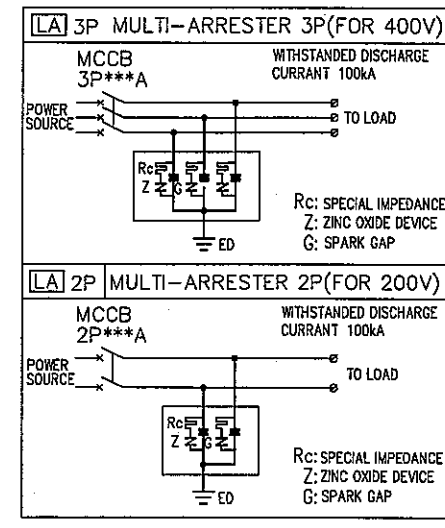 LA 3P MULTI-ARRESTER 3P(FOR 400V)
MCCB
3P***A
WITHSTANDED DISCHARGE
CURRANT 100kA
POWER
SOURCE
TO LOAD
Rc
Z G
ED
Rc: SPECIAL IMPEDANCE
Z: ZINC OXIDE DEVICE
G: SPARK GAP
LA 2P MULTI-ARRESTER 2P(FOR 200V)
MCCB
2P***A
WITHSTANDED DISCHARGE
CURRANT 100kA
POWER
SOURCE
TO LOAD
Rc
Z G
ED
Rc: SPECIAL IMPEDANCE
Z: ZINC OXIDE DEVICE
G: SPARK GAP